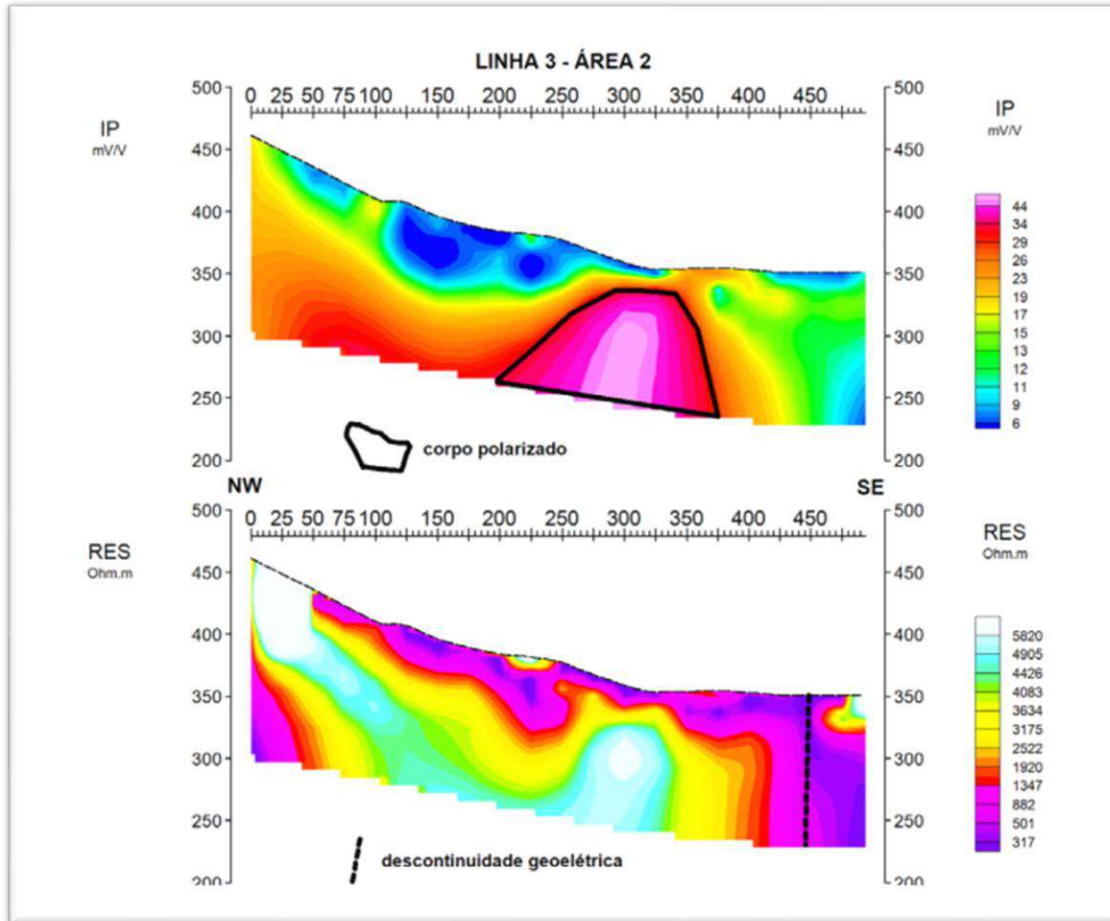 LINHA 3 - ÁREA 2
500 0 25 50 75 100 150 200 250 300 350 400 450 500
IP
mV/V
IP
mV/V
450 450
400 400
350 350
300 300
250 250
200 200
44
34
29
26
23
19
17
15
13
12
11
9
6
corpo polarizado
NW SE
500 0 25 50 75 100 150 200 250 300 350 400 450 500
RES
Ohm.m
RES
Ohm.m
450 450
400 400
350 350
300 300
250 250
200 200
5820
4905
4426
4083
3634
3175
2522
1920
1347
882
501
317
descontinuidade geoelétrica